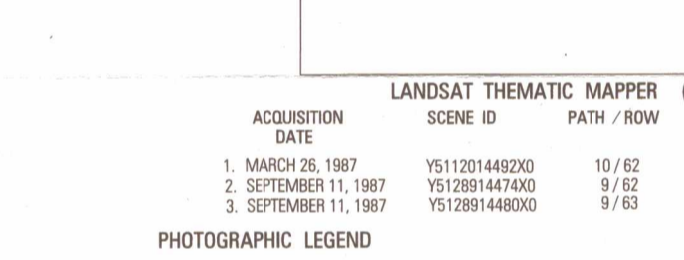 LANDSAT THEMATIC MAPPER (
ACQUISITION DATE SCENE ID PATH / ROW
1. MARCH 26, 1987 Y5112014492X0 10/62
2. SEPTEMBER 11, 1987 Y5128914474X0 9/62
3. SEPTEMBER 11, 1987 Y5128914480X0 9/63
PHOTOGRAPHIC LEGEND